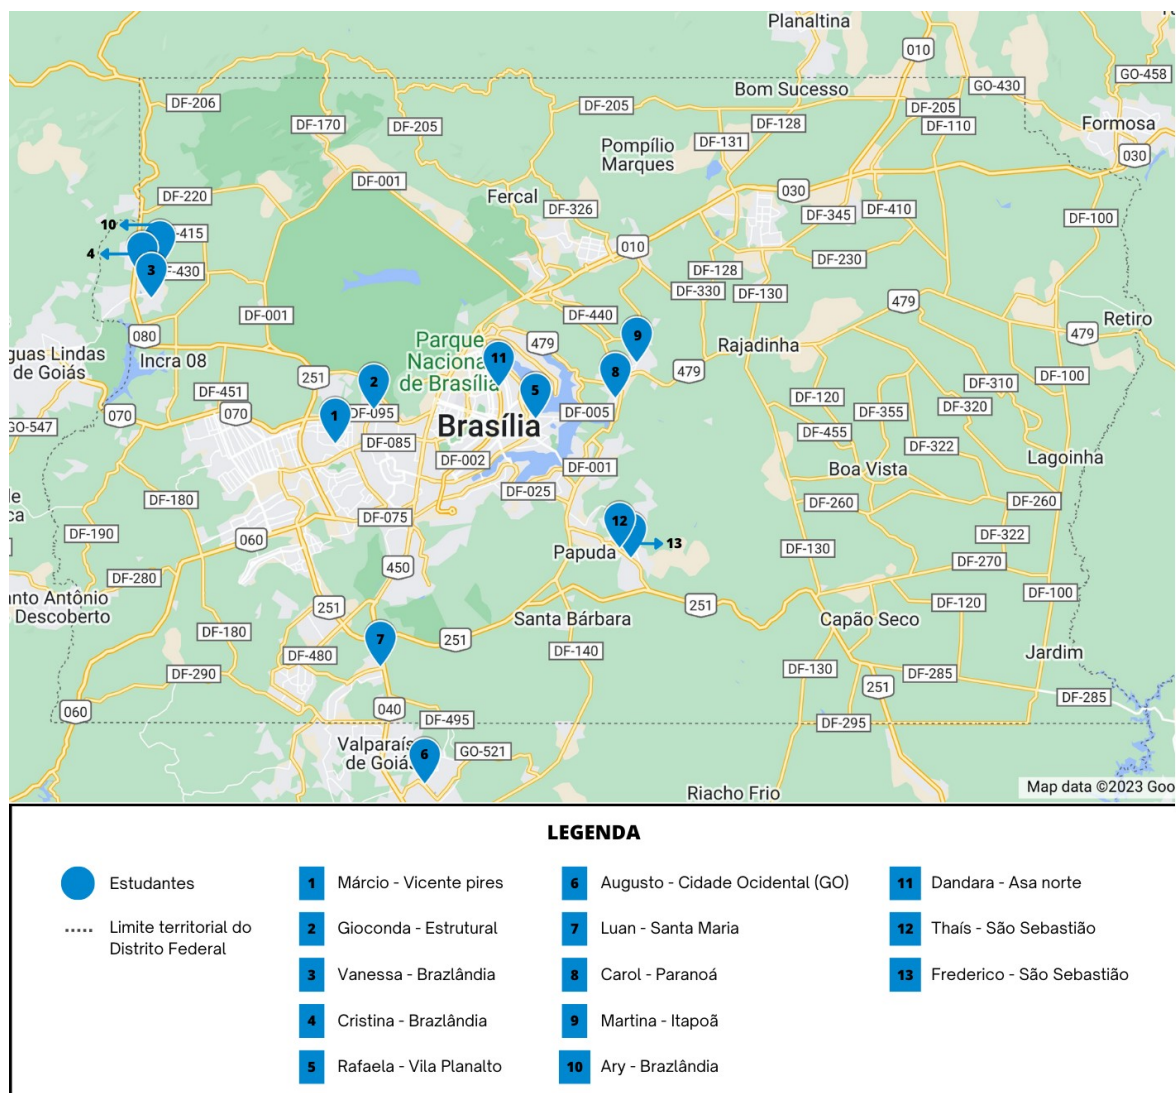 Planaltina
010
GO-458
DF-206
DF-205
Bom Sucesso
GO-430
DF-170
DF-205
DF-128
DF-205
DF-110
Formosa
DF-131
Pompílio
Marques
030
DF-001
030
DF-220
Fercal
DF-326
DF-345
DF-410
DF-100
10
-415
010
4
3
F-430
DF-128
DF-230
DF-330
DF-130
479
DF-001
DF-440
Retiro
080
Parque
Naciona
de Brasília
479
9
479
guas Lindas
de Goiás
Incra 08
11
Rajadinha
251
2
8
479
DF-100
DF-451
5
DF-310
070
070
1
DF-095
Brasília
DF-005
DF-120
DF-355
DF-320
GO-547
DF-085
DF-455
DF-322
DF-002
DF-001
Boa Vista
Lagoinha
DF-025
le
ca
DF-180
DF-260
DF-260
DF-075
12
DF-190
060
Papuda
13
DF-322
DF-130
450
DF-270
DF-280
anto Antônio
Descoberto
251
Santa Bárbara
251
DF-120
DF-100
Capão Seco
DF-180
7
251
DF-480
DF-140
Jardim
DF-290
DF-130
DF-285
251
DF-285
060
040
DF-495
DF-295
Valparaís
de Goiás
6
GO-521
Riacho Frio
Map data ©2023 Goo
LEGENDA
Estudantes
Limite territorial do
Distrito Federal
1 Márcio - Vicente pires
2 Gioconda - Estrutural
3 Vanessa - Brazlândia
4 Cristina - Brazlândia
5 Rafaela - Vila Planalto
6 Augusto - Cidade Ocidental (GO)
7 Luan - Santa Maria
8 Carol - Paranoá
9 Martina - Itapoã
10 Ary - Brazlândia
11 Dandara - Asa norte
12 Thaís - São Sebastião
13 Frederico - São Sebastião